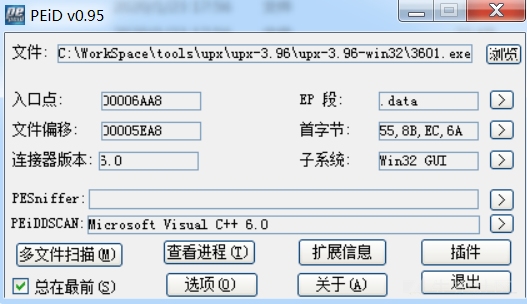 PEiD v0.95
文件: C:\WorkSpace\tools\upx\upx-3.96\upx-3.96-win32\3601.exe 浏览
入口点: 00006AA8 EP 段: .data >
文件偏移: 00005EA8 首字节: 55,8B,EC,6A >
连接器版本: 6.0 子系统: Win32 GUI >
PESniffer: >
PEiDDSCAN: Microsoft Visual C++ 6.0 >
多文件扫描(M) 查看进程(T) 扩展信息 插件
总在最前(S) 选项(O) 关于(A) 退出